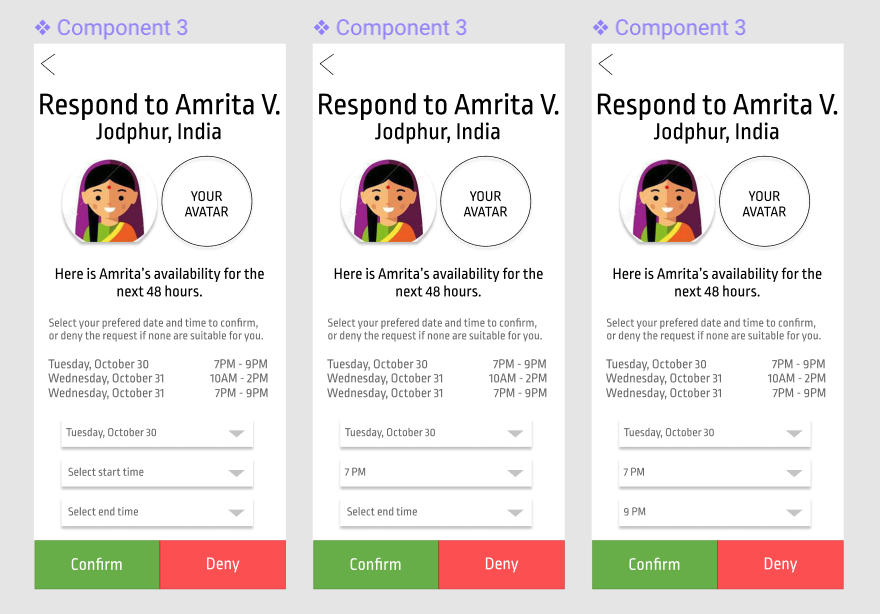 Component 3
Respond to Amrita V.
Jodphur, India
YOUR
AVATAR
Here is Amrita's availability for the
next 48 hours.
Select your prefered date and time to confirm,
or deny the request if none are suitable for you.
Tuesday, October 30 7PM - 9PM
Wednesday, October 31 10AM - 2PM
Wednesday, October 31 7PM - 9PM
Tuesday, October 30
Select start time
Select end time
Confirm Deny
Component 3
Respond to Amrita V.
Jodphur, India
YOUR
AVATAR
Here is Amrita's availability for the
next 48 hours.
Select your prefered date and time to confirm,
or deny the request if none are suitable for you.
Tuesday, October 30 7PM - 9PM
Wednesday, October 31 10AM - 2PM
Wednesday, October 31 7PM - 9PM
Tuesday, October 30
7 PM
Select end time
Confirm Deny
Component 3
Respond to Amrita V.
Jodphur, India
YOUR
AVATAR
Here is Amrita's availability for the
next 48 hours.
Select your prefered date and time to confirm,
or deny the request if none are suitable for you.
Tuesday, October 30 7PM - 9PM
Wednesday, October 31 10AM - 2PM
Wednesday, October 31 7PM - 9PM
Tuesday, October 30
7 PM
9 PM
Confirm Deny